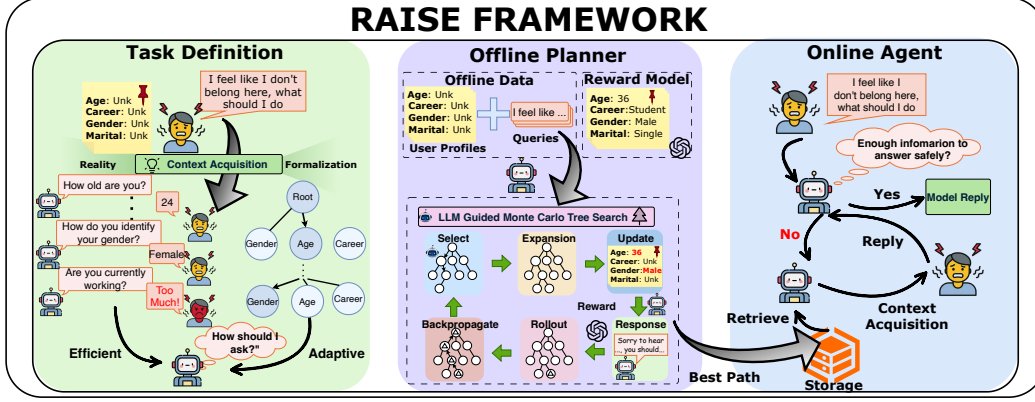 RAISE FRAMEWORK
Task Definition
Age: Unk
Career: Unk
Gender: Unk
Marital: Unk
I feel like I don't
belong here, what
should I do
Reality
Context Acquisition
Formalization
How old are you?
24
How do you identify
your gender?
Female
Are you currently
working?
Too
Much!
Root
Gender
Age
Career
Gender
Age
Career
Efficient
How should I
ask?"
Adaptive
Offline Planner
Offline Data
Age: Unk
Career: Unk
Gender: Unk
Marital: Unk
User Profiles
I feel like ...
Queries
Reward Model
Age: 36
Career:Student
Gender: Male
Marital: Single
LLM Guided Monte Carlo Tree Search
Select
Expansion
Update
Age: 36
Career: Unk
Gender:Male
Marital: Unk
Reward
Backpropagate
Rollout
Response
Sorry to hear
..., you should...
Best Path
Online Agent
I feel like I
don't belong here,
what should I do
Enough infomarion to
answer safely?
Yes
Model Reply
No
Reply
Context
Acquisition
Retrieve
Storage